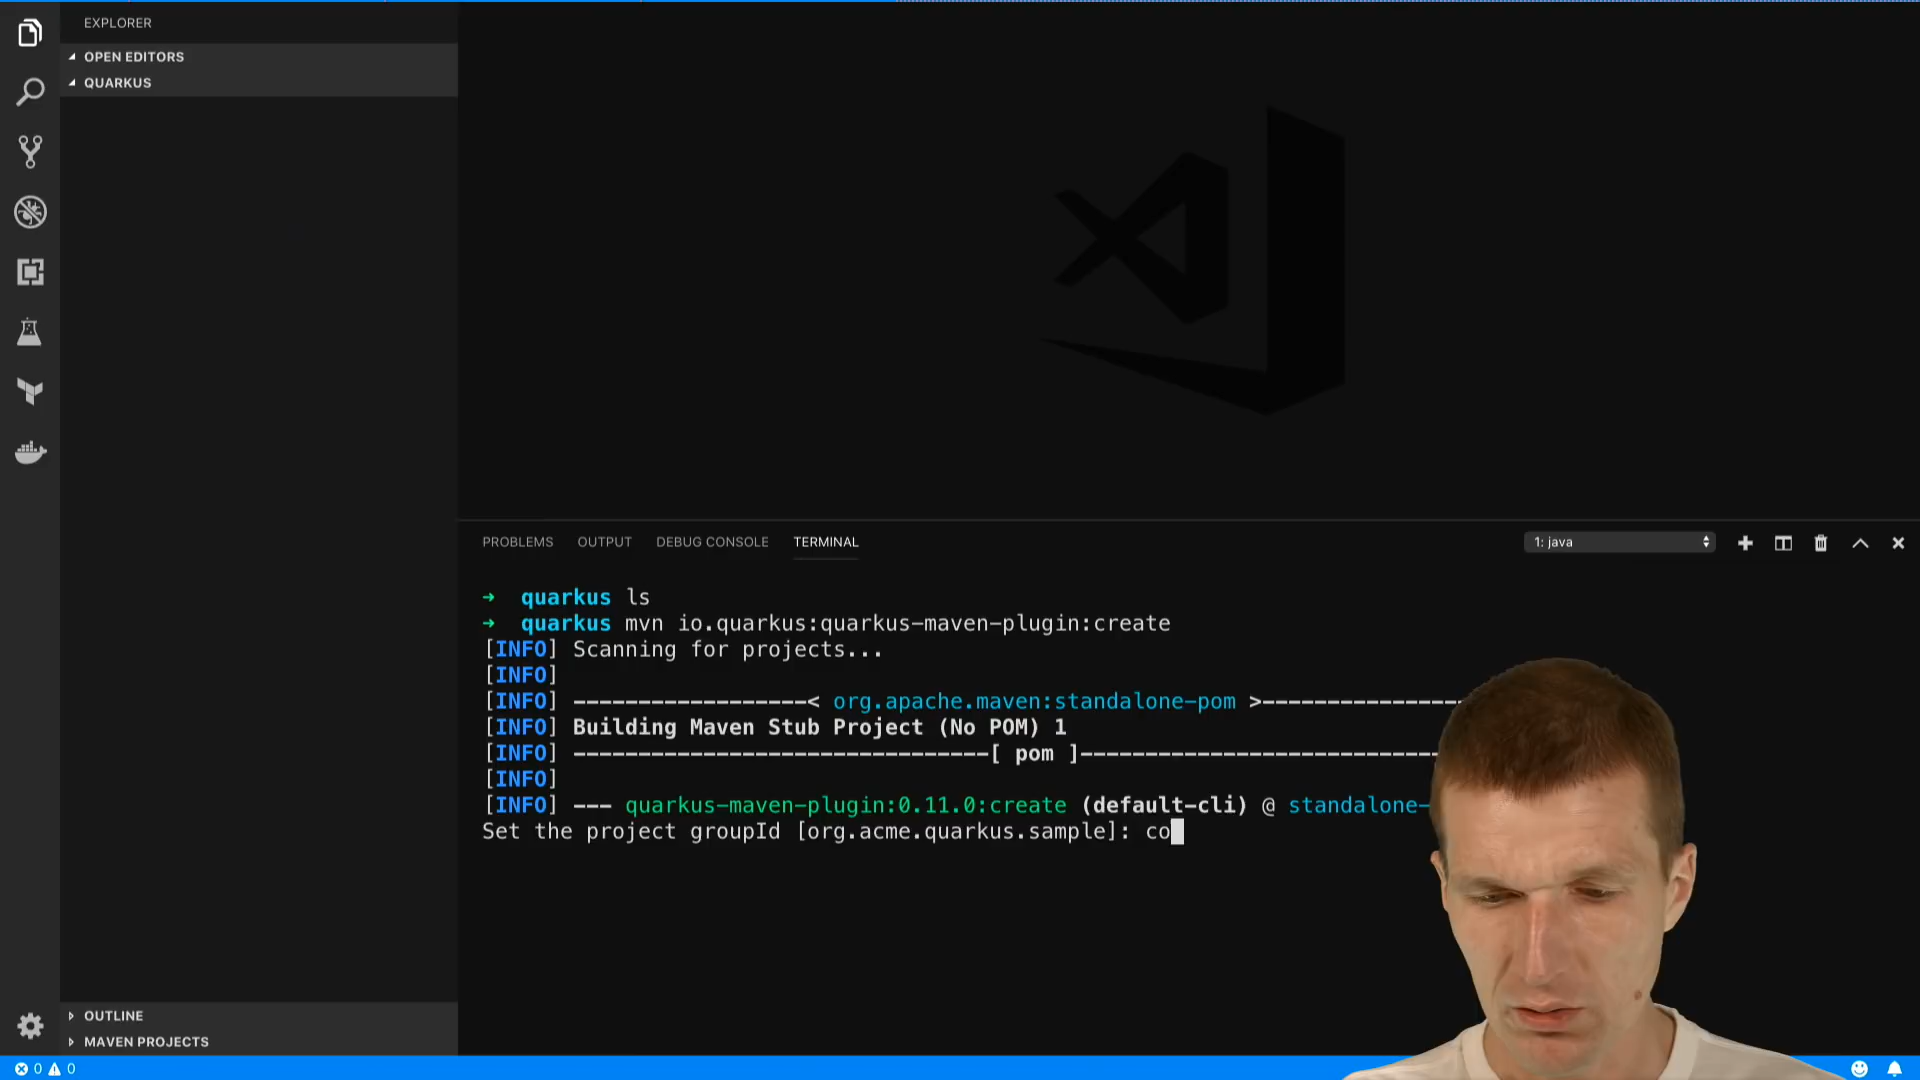 EXPLORER
OPEN EDITORS
QUARKUS
PROBLEMS OUTPUT DEBUG CONSOLE TERMINAL
1: java
➜ quarkus ls
➜ quarkus mvn io.quarkus:quarkus-maven-plugin:create
[INFO] Scanning for projects...
[INFO]
[INFO] ------------------< org.apache.maven:standalone-pom >----------------
[INFO] Building Maven Stub Project (No POM) 1
[INFO] --------------------------------[ pom ]----------------------------
[INFO]
[INFO] --- quarkus-maven-plugin:0.11.0:create (default-cli) @ standalone-
Set the project groupId [org.acme.quarkus.sample]: co
OUTLINE
MAVEN PROJECTS
0 0